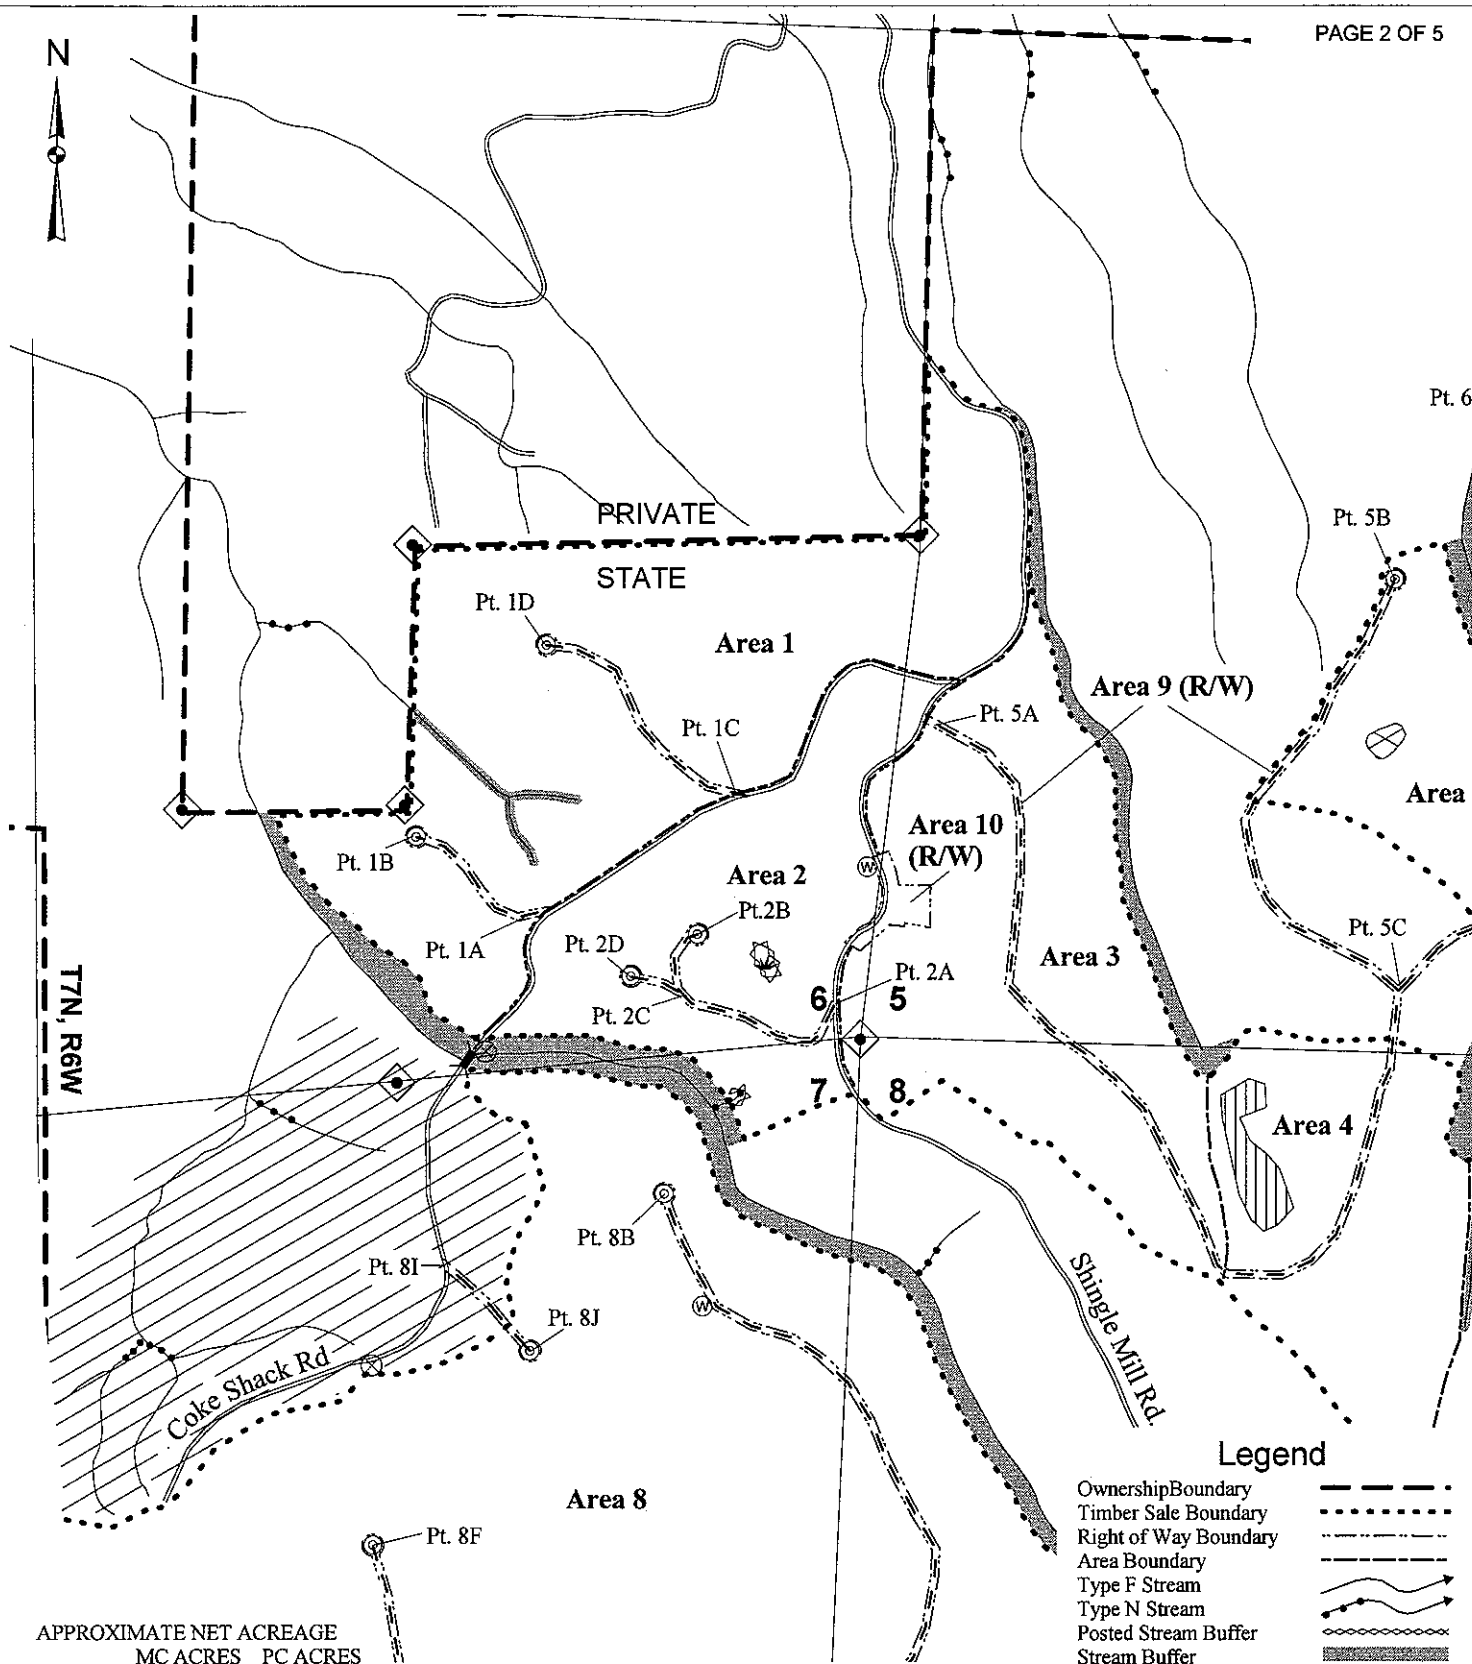 PAGE 2 OF 5
N
Pt. 6
PRIVATE
STATE
Pt. 5B
Pt. 1D
Area 1
Area 9 (R/W)
Pt. 1C
Pt. 5A
Area
Area 10
(R/W)
Pt. 1B
Area 2
Pt.2B
Pt. 5C
Pt. 1A
Pt. 2D
Area 3
Pt. 2A
T7N, R6W
6 5
Pt. 2C
7 8
Area 4
Pt. 8B
W
W
Pt. 8I
Pt. 8J
Shingle Mill Rd.
Coke Shack Rd
Area 8
Pt. 8F
Legend
OwnershipBoundary
Timber Sale Boundary
Right of Way Boundary
Area Boundary
Type F Stream
Type N Stream
Posted Stream Buffer
Stream Buffer
APPROXIMATE NET ACREAGE
MC ACRES PC ACRES